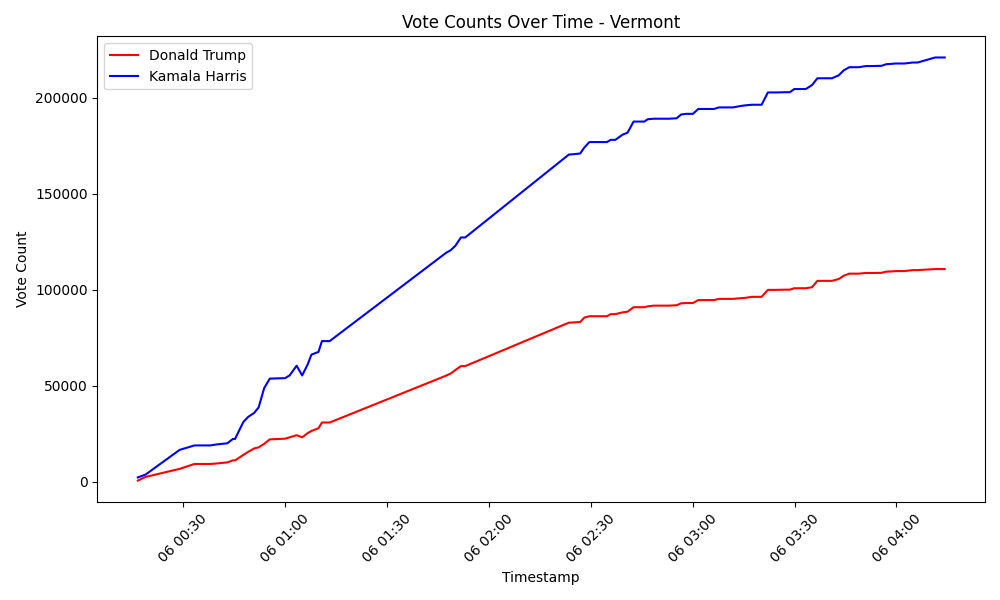 Vote Counts Over Time - Vermont
Donald Trump
Kamala Harris
Vote Count
200000
150000
100000
50000
0
06 00:30
06 01:00
06 01:30
06 02:00
06 02:30
06 03:00
06 03:30
06 04:00
Timestamp